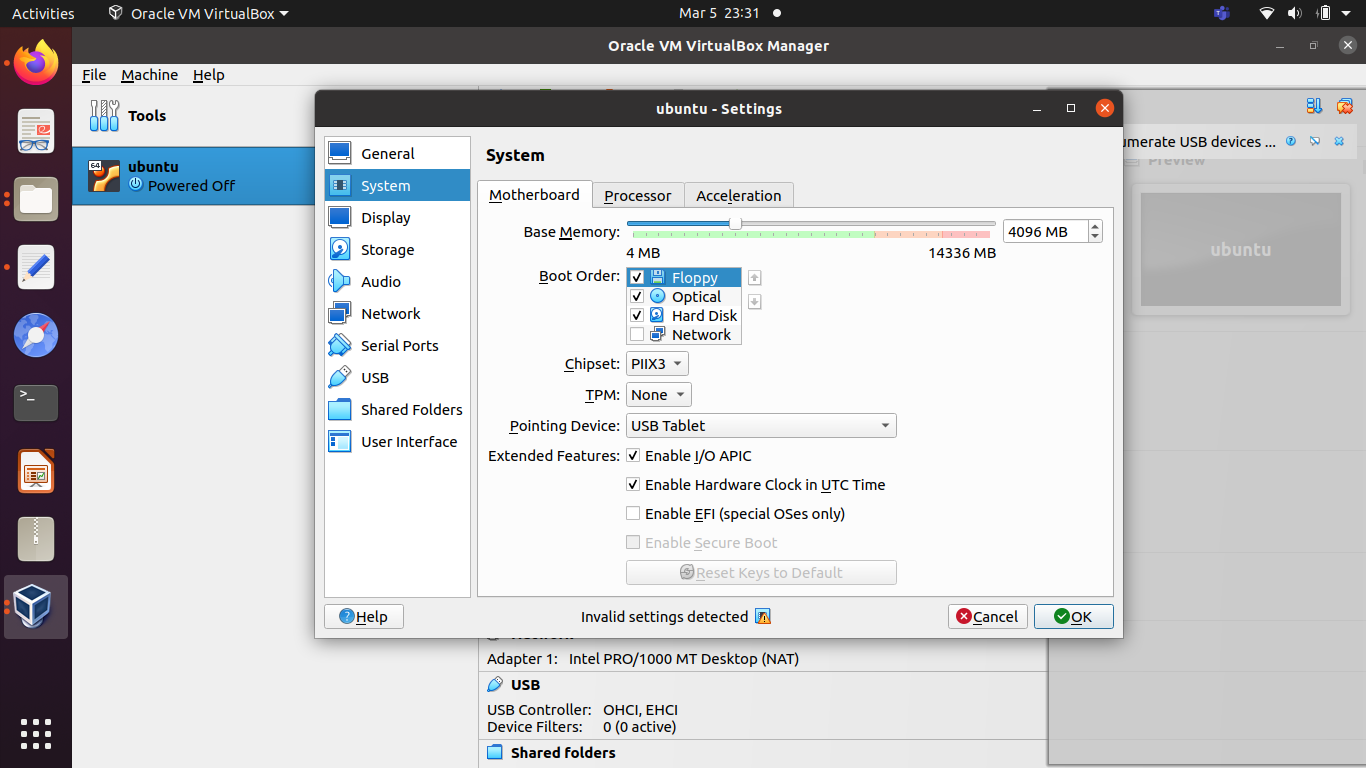 Activities Oracle VM VirtualBox Mar 5 23:31
Oracle VM VirtualBox Manager
File Machine Help
Tools
64 ubuntu
Powered Off
ubuntu - Settings
General
System
Display
Storage
Audio
Network
Serial Ports
USB
Shared Folders
User Interface
System
Motherboard Processor Acceleration
Base Memory: 4096 MB
4 MB 14336 MB
Boot Order: Floppy
Optical
Hard Disk
Network
Chipset: PIIX3
TPM: None
Pointing Device: USB Tablet
Extended Features: Enable I/O APIC
Enable Hardware Clock in UTC Time
Enable EFI (special OSes only)
Enable Secure Boot
Reset Keys to Default
Help Invalid settings detected Cancel OK
umerate USB devices ...
Preview
ubuntu
Network
Adapter 1: Intel PRO/1000 MT Desktop (NAT)
USB
USB Controller: OHCI, EHCI
Device Filters: 0 (0 active)
Shared folders
>_